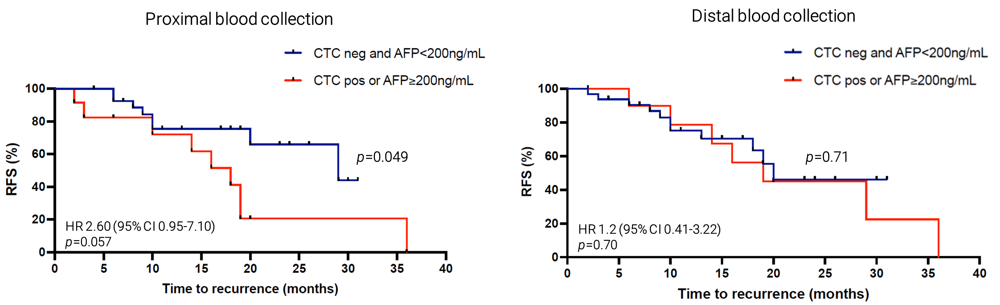 Proximal blood collection
CTC neg and AFP<200ng/mL
CTC pos or AFP≥200ng/mL
100
80
60
40
20
0
RFS (%)
p=0.049
HR 2.60 (95% CI 0.95-7.10)
p=0.057
0 5 10 15 20 25 30 35 40
Time to recurrence (months)
Distal blood collection
CTC neg and AFP<200ng/mL
CTC pos or AFP≥200ng/mL
100
80
60
40
20
0
RFS (%)
p=0.71
HR 1.2 (95% CI 0.41-3.22)
p=0.70
0 5 10 15 20 25 30 35 40
Time to recurrence (months)